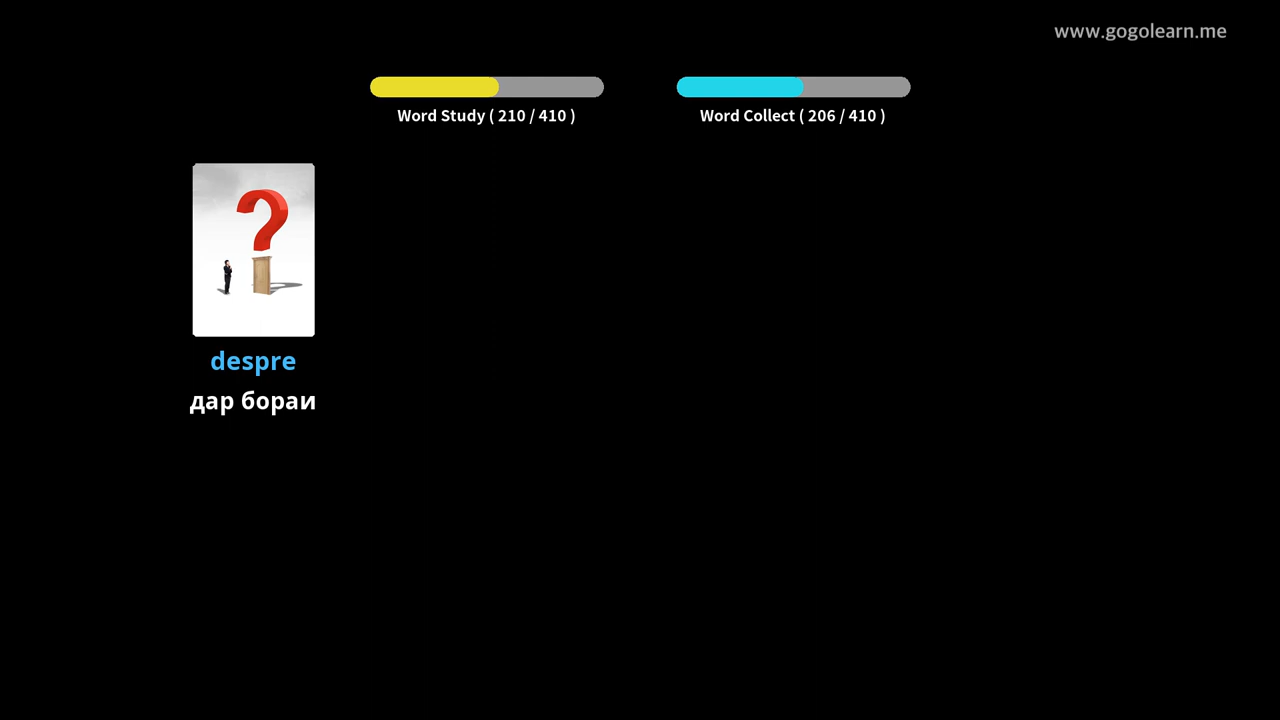 www.gogolearn.me
Word Study ( 210 / 410 )
Word Collect ( 206 / 410 )
despre
дар бораи